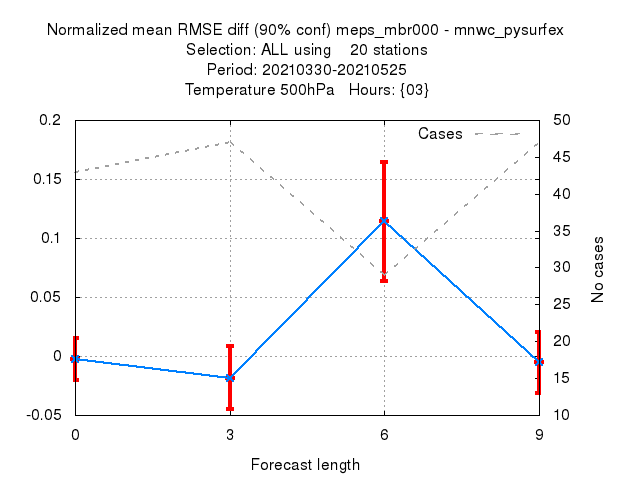 Normalized mean RMSE diff (90% conf) meps_mbr000 - mnwc_pysurfex
Selection: ALL using 20 stations
Period: 20210330-20210525
Temperature 500hPa Hours: {03}
0.2
0.15
0.1
0.05
0
-0.05
Cases
50
45
40
35
30
25
20
15
10
No cases
0 3 6 9
Forecast length